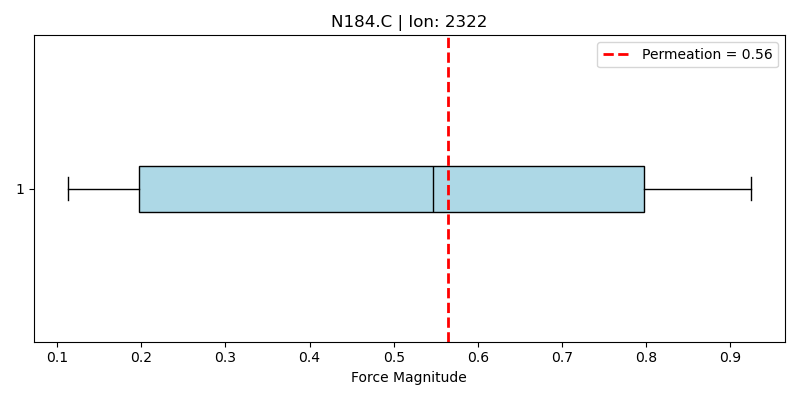 N184.C | Ion: 2322
Permeation = 0.56
1
0.1 0.2 0.3 0.4 0.5 0.6 0.7 0.8 0.9
Force Magnitude